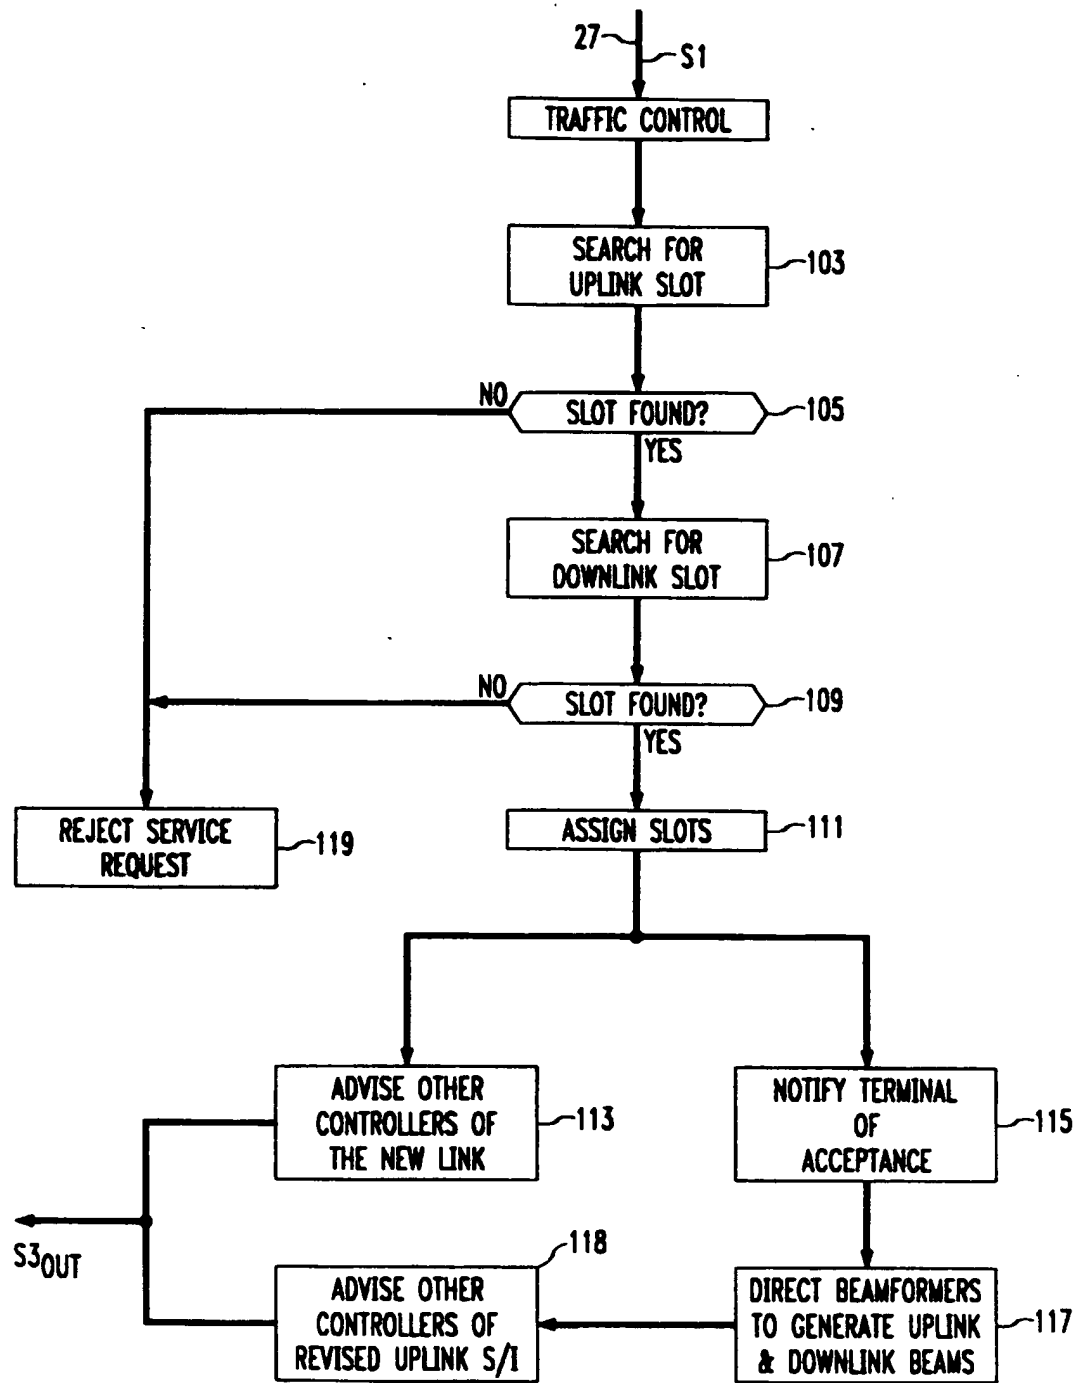 27
S1
TRAFFIC CONTROL
SEARCH FOR
UPLINK SLOT
103
NO
SLOT FOUND?
105
YES
SEARCH FOR
DOWNLINK SLOT
107
NO
SLOT FOUND?
109
YES
REJECT SERVICE
REQUEST
119
ASSIGN SLOTS
111
ADVISE OTHER
CONTROLLERS OF
THE NEW LINK
113
NOTIFY TERMINAL
OF
ACCEPTANCE
115
S3OUT
118
ADVISE OTHER
CONTROLLERS OF
REVISED UPLINK S/I
DIRECT BEAMFORMERS
TO GENERATE UPLINK
& DOWNLINK BEAMS
117